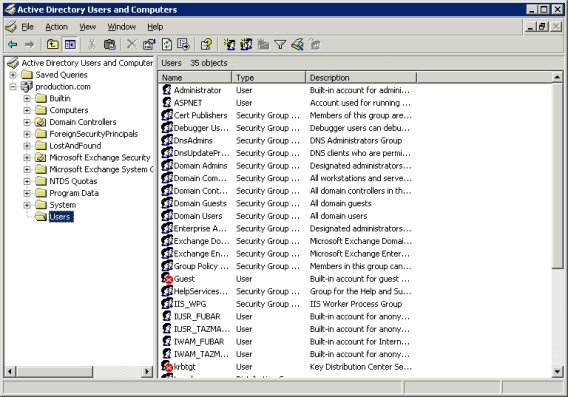 Active Directory Users and Computers
File Action View Window Help
Active Directory Users and Computer
Saved Queries
production.com
Builtin
Computers
Domain Controllers
ForeignSecurityPrincipals
LostAndFound
Microsoft Exchange Security
Microsoft Exchange System C
NTDS Quotas
Program Data
System
Users
Users 35 objects
Name Type Description
Administrator User Built-in account for admini...
ASPNET User Account used for running ...
Cert Publishers Security Group ... Members of this group are...
Debugger Us... Security Group ... Debugger users can debu...
DnsAdmins Security Group ... DNS Administrators Group
DnsUpdatePr... Security Group ... DNS clients who are permi...
Domain Admins Security Group ... Designated administrators...
Domain Com... Security Group ... All workstations and serve...
Domain Cont... Security Group ... All domain controllers in th...
Domain Guests Security Group ... All domain guests
Domain Users Security Group ... All domain users
Enterprise A... Security Group ... Designated administrators...
Exchange Do... Security Group ... Microsoft Exchange Domai...
Exchange En... Security Group ... Microsoft Exchange Enter...
Group Policy ... Security Group ... Members in this group can...
Guest User Built-in account for guest ...
HelpServices... Security Group ... Group for the Help and Su...
IIS_WPG Security Group ... IIS Worker Process Group
IUSR_FUBAR User Built-in account for anony...
IUSR_TAZMA... User Built-in account for anony...
IWAM_FUBAR User Built-in account for Intern...
IWAM_TAZM... User Built-in account for anony...
krbtgt User Key Distribution Center Se...